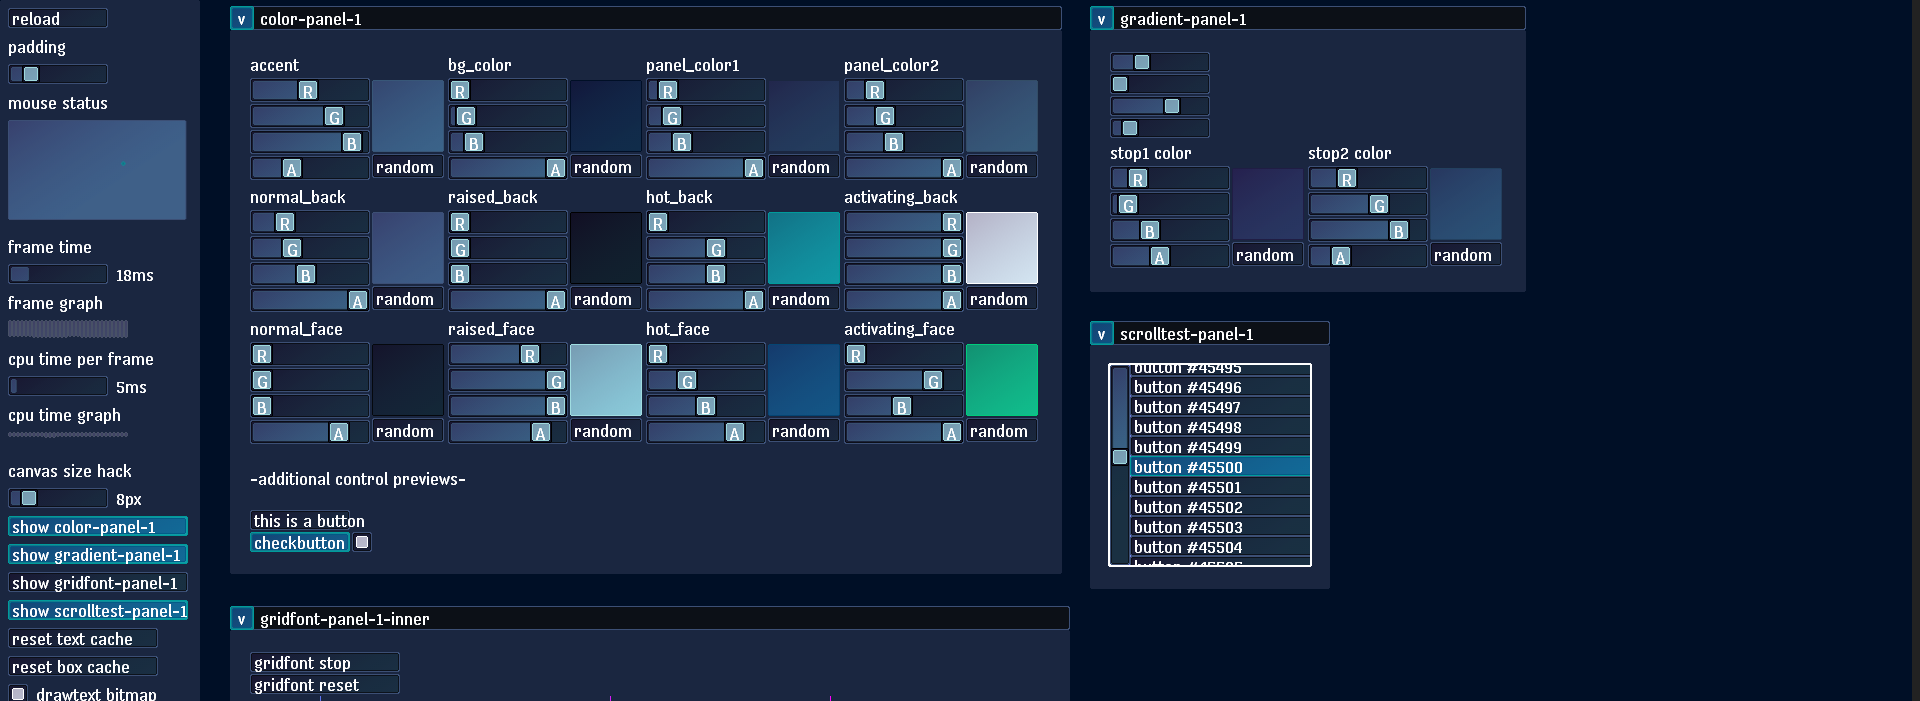 reload
padding
mouse status
frame time
18ms
frame graph
cpu time per frame
5ms
cpu time graph
canvas size hack
8px
show color-panel-1
show gradient-panel-1
show gridfont-panel-1
show scrolltest-panel-1
reset text cache
reset box cache
drawtext bitmap
v color-panel-1
accent bg_color panel_color1 panel_color2
R R R R
G G G G
B B B B
A random A random A random A random
normal_back raised_back hot_back activating_back
R R R R
G G G G
B B B B
A random A random A random A random
normal_face raised_face hot_face activating_face
R R R R
G G G G
B B B B
A random A random A random A random
-additional control previews-
this is a button
checkbutton
v gridfont-panel-1-inner
gridfont stop
gridfont reset
v gradient-panel-1
stop1 color stop2 color
R R
G G
B B
A random A random
v scrolltest-panel-1
button #45495
button #45496
button #45497
button #45498
button #45499
button #45500
button #45501
button #45502
button #45503
button #45504
button #45505